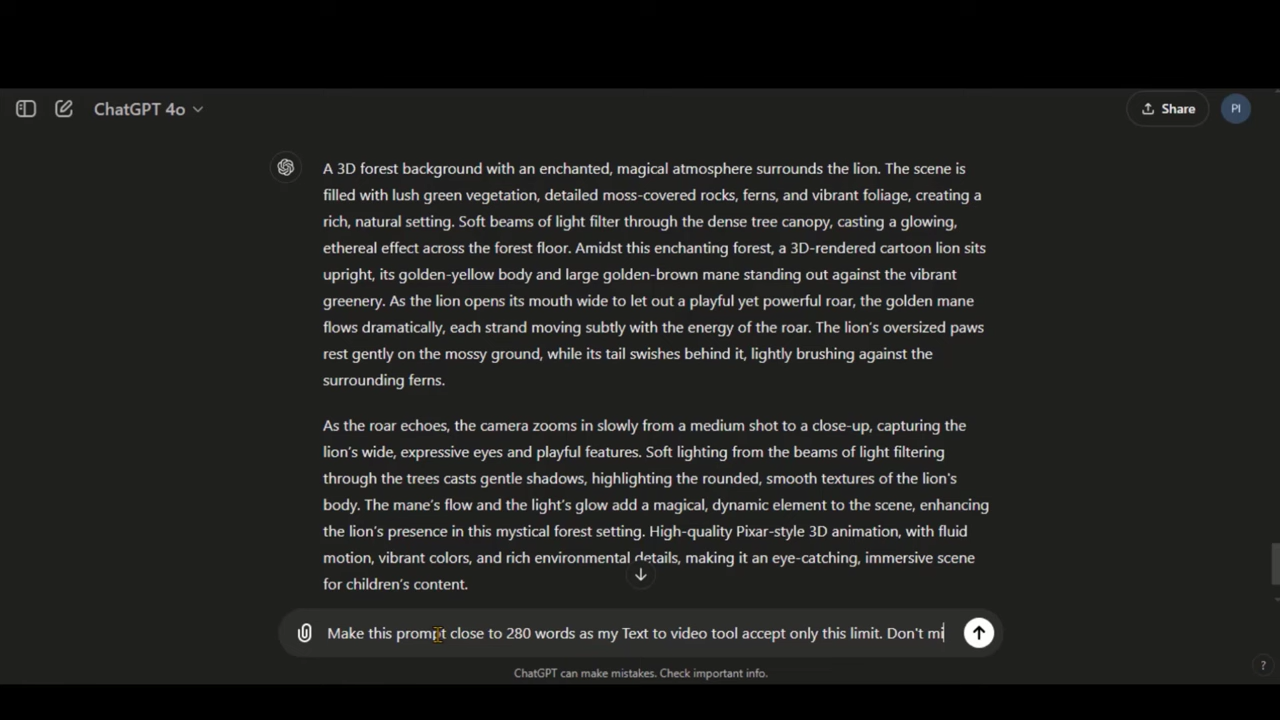 ChatGPT 4o
Share
PI
A 3D forest background with an enchanted, magical atmosphere surrounds the lion. The scene is
filled with lush green vegetation, detailed moss-covered rocks, ferns, and vibrant foliage, creating a
rich, natural setting. Soft beams of light filter through the dense tree canopy, casting a glowing,
ethereal effect across the forest floor. Amidst this enchanting forest, a 3D-rendered cartoon lion sits
upright, its golden-yellow body and large golden-brown mane standing out against the vibrant
greenery. As the lion opens its mouth wide to let out a playful yet powerful roar, the golden mane
flows dramatically, each strand moving subtly with the energy of the roar. The lion’s oversized paws
rest gently on the mossy ground, while its tail swishes behind it, lightly brushing against the
surrounding ferns.
As the roar echoes, the camera zooms in slowly from a medium shot to a close-up, capturing the
lion’s wide, expressive eyes and playful features. Soft lighting from the beams of light filtering
through the trees casts gentle shadows, highlighting the rounded, smooth textures of the lion’s
body. The mane’s flow and the light’s glow add a magical, dynamic element to the scene, enhancing
the lion’s presence in this mystical forest setting. High-quality Pixar-style 3D animation, with fluid
motion, vibrant colors, and rich environmental details, making it an eye-catching, immersive scene
for children’s content.
Make this prompt close to 280 words as my Text to video tool accept only this limit. Don't mi
ChatGPT can make mistakes. Check important info.
?